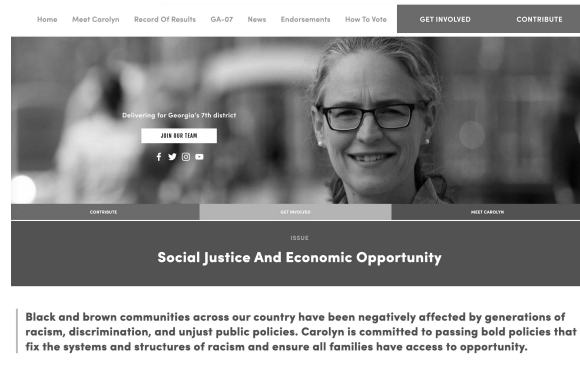 Home Meet Carolyn Record Of Results GA-07 News Endorsements How To Vote GET INVOLVED CONTRIBUTE
Delivering for Georgia's 7th district
JOIN OUR TEAM
CONTRIBUTE GET INVOLVED MEET CAROLYN
ISSUE
Social Justice And Economic Opportunity
Black and brown communities across our country have been negatively affected by generations of
racism, discrimination, and unjust public policies. Carolyn is committed to passing bold policies that
fix the systems and structures of racism and ensure all families have access to opportunity.